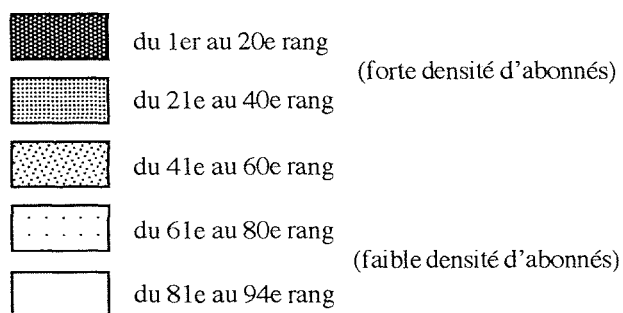 du 1er au 20e rang
(forte densité d'abonnés)
du 21e au 40e rang
du 41e au 60e rang
du 61e au 80e rang
(faible densité d'abonnés)
du 81e au 94e rang